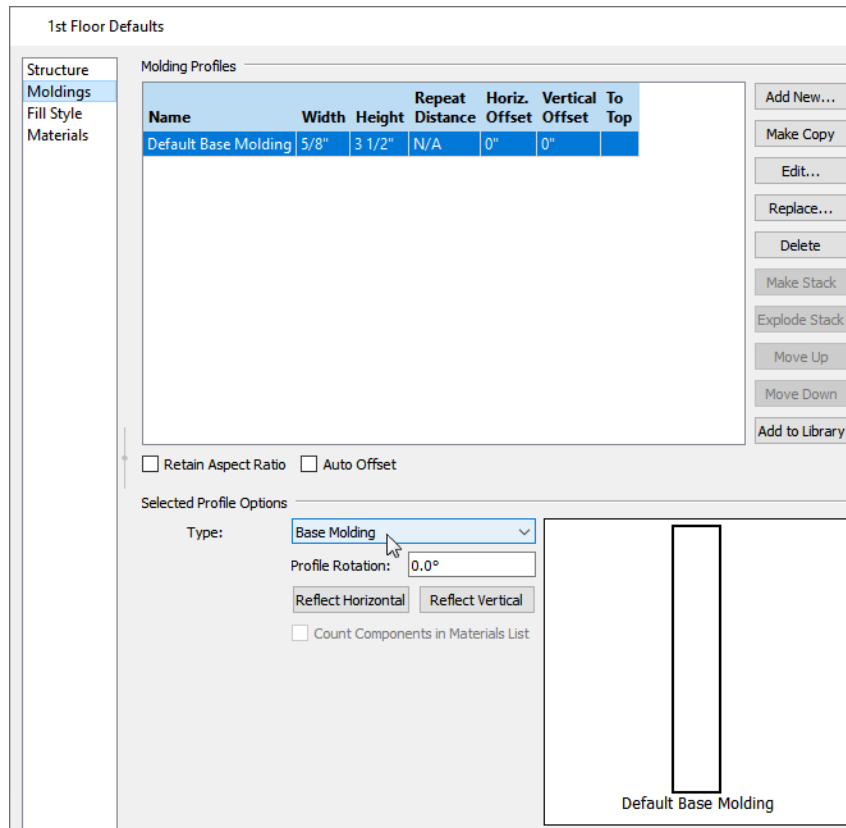 1st Floor Defaults
Structure
Moldings
Fill Style
Materials
Molding Profiles
Name Width Height Repeat Distance Horiz. Offset Vertical Offset To Top
Default Base Molding 5/8" 3 1/2" N/A 0" 0"
Add New...
Make Copy
Edit...
Replace...
Delete
Make Stack
Explode Stack
Move Up
Move Down
Add to Library
Retain Aspect Ratio Auto Offset
Selected Profile Options
Type: Base Molding
Profile Rotation: 0.0°
Reflect Horizontal Reflect Vertical
Count Components in Materials List
Default Base Molding